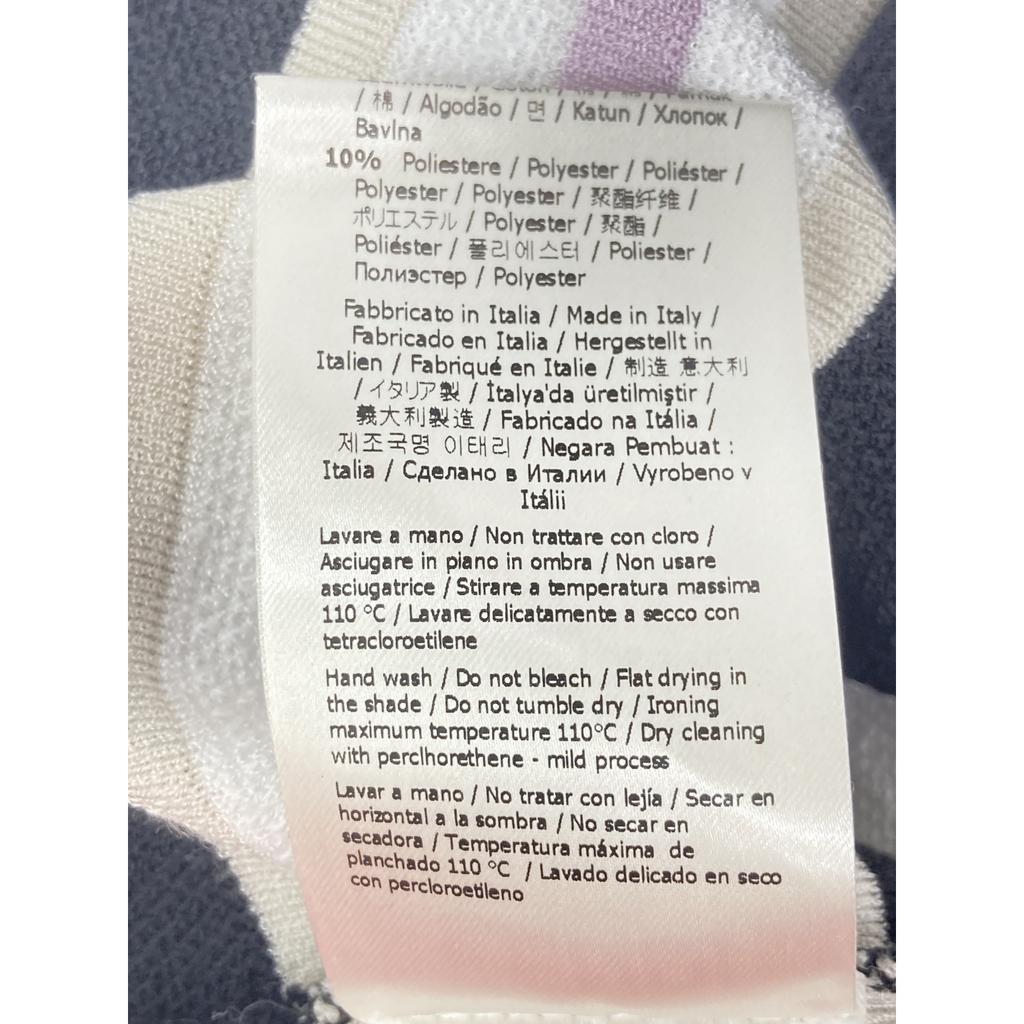 / 棉 / Algodão / 면 / Katun / Хлопок /
Bavlna
10% Poliestere / Polyester / Poliéster /
Polyester / Polyester / 聚酯纤维 /
ポリエステル / Polyester / 聚酯 /
Poliéster / 폴리에스터 / Poliester /
Полиэстер / Polyester
Fabbricato in Italia / Made in Italy /
Fabricado en Italia / Hergestellt in
Italien / Fabriqué en Italie / 制造 意大利
/ イタリア製 / İtalya'da üretilmiştir /
義大利製造 / Fabricado na Itália /
제조국명 이태리 / Negara Pembuat :
Italia / Сделано в Италии / Vyrobeno v
Itálii
Lavare a mano / Non trattare con cloro /
Asciugare in piano in ombra / Non usare
asciugatrice / Stirare a temperatura massima
110 °C / Lavare delicatamente a secco con
tetracloroetilene
Hand wash / Do not bleach / Flat drying in
the shade / Do not tumble dry / Ironing
maximum temperature 110°C / Dry cleaning
with perclhorethene - mild process
Lavar a mano / No tratar con lejía / Secar en
horizontal a la sombra / No secar en
secadora / Temperatura máxima de
planchado 110 °C / Lavado delicado en seco
con percloroetileno